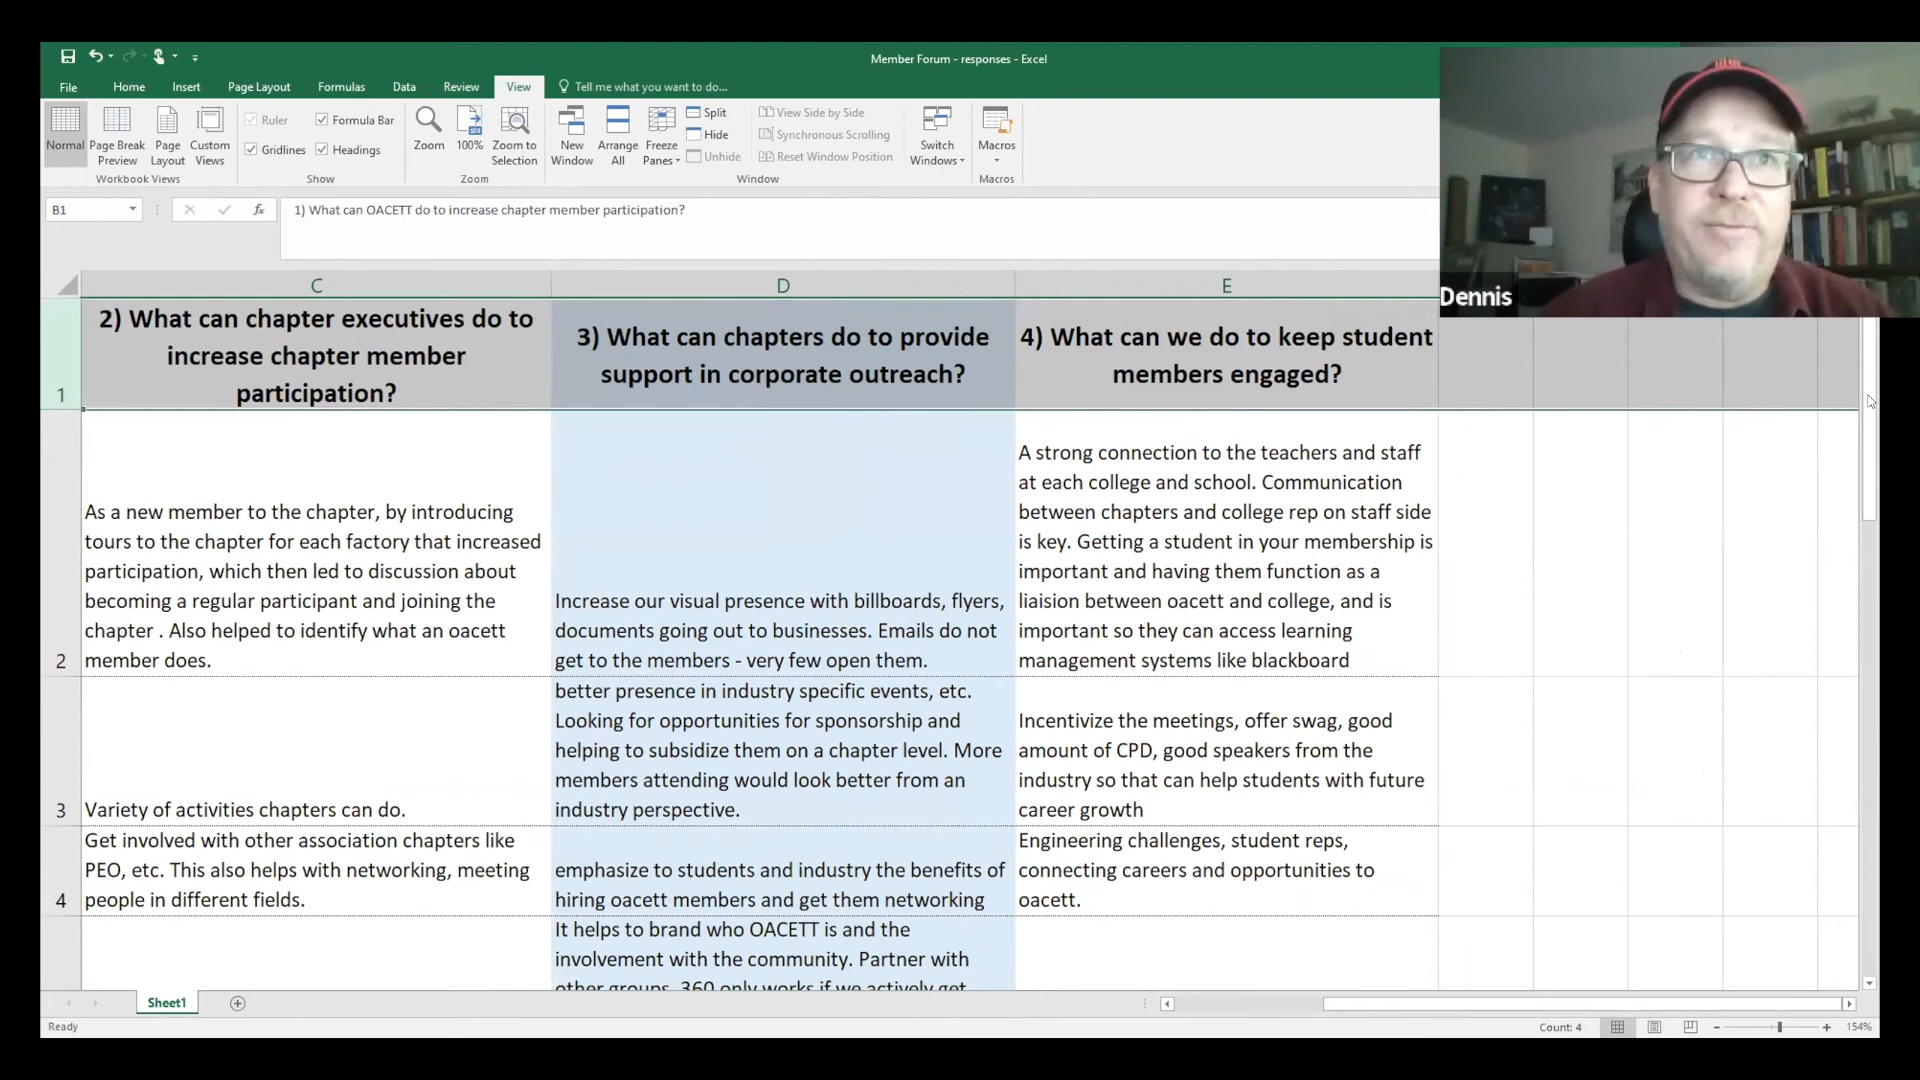 Member Forum - responses - Excel
File
Home
Insert
Page Layout
Formulas
Data
Review
View
Tell me what you want to do...
Normal
Page Break
Preview
Page
Layout
Custom
Views
Workbook Views
Ruler
Formula Bar
Gridlines
Headings
Show
Zoom
100%
Zoom to
Selection
Zoom
New
Window
Arrange
All
Freeze
Panes
Split
Hide
Unhide
View Side by Side
Synchronous Scrolling
Reset Window Position
Window
Switch
Windows
Macros
Macros
Dennis
B1
fx
1) What can OACETT do to increase chapter member participation?
C
D
E
1
2) What can chapter executives do to
increase chapter member
participation?
3) What can chapters do to provide
support in corporate outreach?
4) What can we do to keep student
members engaged?
2
As a new member to the chapter, by introducing
tours to the chapter for each factory that increased
participation, which then led to discussion about
becoming a regular participant and joining the
chapter . Also helped to identify what an oacett
member does.
Increase our visual presence with billboards, flyers,
documents going out to businesses. Emails do not
get to the members - very few open them.
A strong connection to the teachers and staff
at each college and school. Communication
between chapters and college rep on staff side
is key. Getting a student in your membership is
important and having them function as a
liaision between oacett and college, and is
important so they can access learning
management systems like blackboard
3
Variety of activities chapters can do.
better presence in industry specific events, etc.
Looking for opportunities for sponsorship and
helping to subsidize them on a chapter level. More
members attending would look better from an
industry perspective.
Incentivize the meetings, offer swag, good
amount of CPD, good speakers from the
industry so that can help students with future
career growth
4
Get involved with other association chapters like
PEO, etc. This also helps with networking, meeting
people in different fields.
emphasize to students and industry the benefits of
hiring oacett members and get them networking
Engineering challenges, student reps,
connecting careers and opportunities to
oacett.
It helps to brand who OACETT is and the
involvement with the community. Partner with
other groups. 360 only works if we actively get
Sheet1
Ready
Count: 4
154%